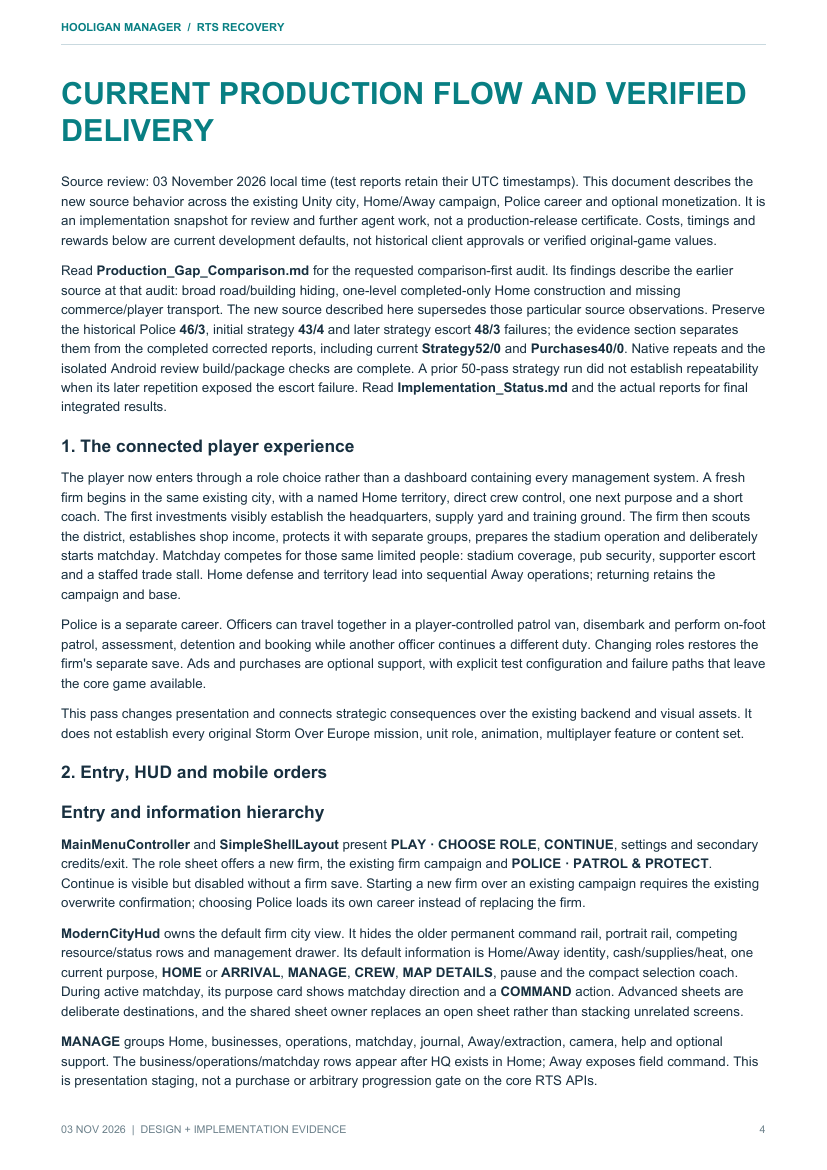 HOOLIGAN MANAGER / RTS RECOVERY
CURRENT PRODUCTION FLOW AND VERIFIED
DELIVERY
Source review: 03 November 2026 local time (test reports retain their UTC timestamps). This document describes the
new source behavior across the existing Unity city, Home/Away campaign, Police career and optional monetization. It is
an implementation snapshot for review and further agent work, not a production-release certificate. Costs, timings and
rewards below are current development defaults, not historical client approvals or verified original-game values.
Read Production_Gap_Comparison.md for the requested comparison-first audit. Its findings describe the earlier
source at that audit: broad road/building hiding, one-level completed-only Home construction and missing
commerce/player transport. The new source described here supersedes those particular source observations. Preserve
the historical Police 46/3, initial strategy 43/4 and later strategy escort 48/3 failures; the evidence section separates
them from the completed corrected reports, including current Strategy52/0 and Purchases40/0. Native repeats and the
isolated Android review build/package checks are complete. A prior 50-pass strategy run did not establish repeatability
when its later repetition exposed the escort failure. Read Implementation_Status.md and the actual reports for final
integrated results.
1. The connected player experience
The player now enters through a role choice rather than a dashboard containing every management system. A fresh
firm begins in the same existing city, with a named Home territory, direct crew control, one next purpose and a short
coach. The first investments visibly establish the headquarters, supply yard and training ground. The firm then scouts
the district, establishes shop income, protects it with separate groups, prepares the stadium operation and deliberately
starts matchday. Matchday competes for those same limited people: stadium coverage, pub security, supporter escort
and a staffed trade stall. Home defense and territory lead into sequential Away operations; returning retains the
campaign and base.
Police is a separate career. Officers can travel together in a player-controlled patrol van, disembark and perform on-foot
patrol, assessment, detention and booking while another officer continues a different duty. Changing roles restores the
firm's separate save. Ads and purchases are optional support, with explicit test configuration and failure paths that leave
the core game available.
This pass changes presentation and connects strategic consequences over the existing backend and visual assets. It
does not establish every original Storm Over Europe mission, unit role, animation, multiplayer feature or content set.
2. Entry, HUD and mobile orders
Entry and information hierarchy
MainMenuController and SimpleShellLayout present PLAY · CHOOSE ROLE, CONTINUE, settings and secondary
credits/exit. The role sheet offers a new firm, the existing firm campaign and POLICE · PATROL & PROTECT.
Continue is visible but disabled without a firm save. Starting a new firm over an existing campaign requires the existing
overwrite confirmation; choosing Police loads its own career instead of replacing the firm.
ModernCityHud owns the default firm city view. It hides the older permanent command rail, portrait rail, competing
resource/status rows and management drawer. Its default information is Home/Away identity, cash/supplies/heat, one
current purpose, HOME or ARRIVAL, MANAGE, CREW, MAP DETAILS, pause and the compact selection coach.
During active matchday, its purpose card shows matchday direction and a COMMAND action. Advanced sheets are
deliberate destinations, and the shared sheet owner replaces an open sheet rather than stacking unrelated screens.
MANAGE groups Home, businesses, operations, matchday, journal, Away/extraction, camera, help and optional
support. The business/operations/matchday rows appear after HQ exists in Home; Away exposes field command. This
is presentation staging, not a purchase or arbitrary progression gate on the core RTS APIs.
03 NOV 2026 | DESIGN + IMPLEMENTATION EVIDENCE
4